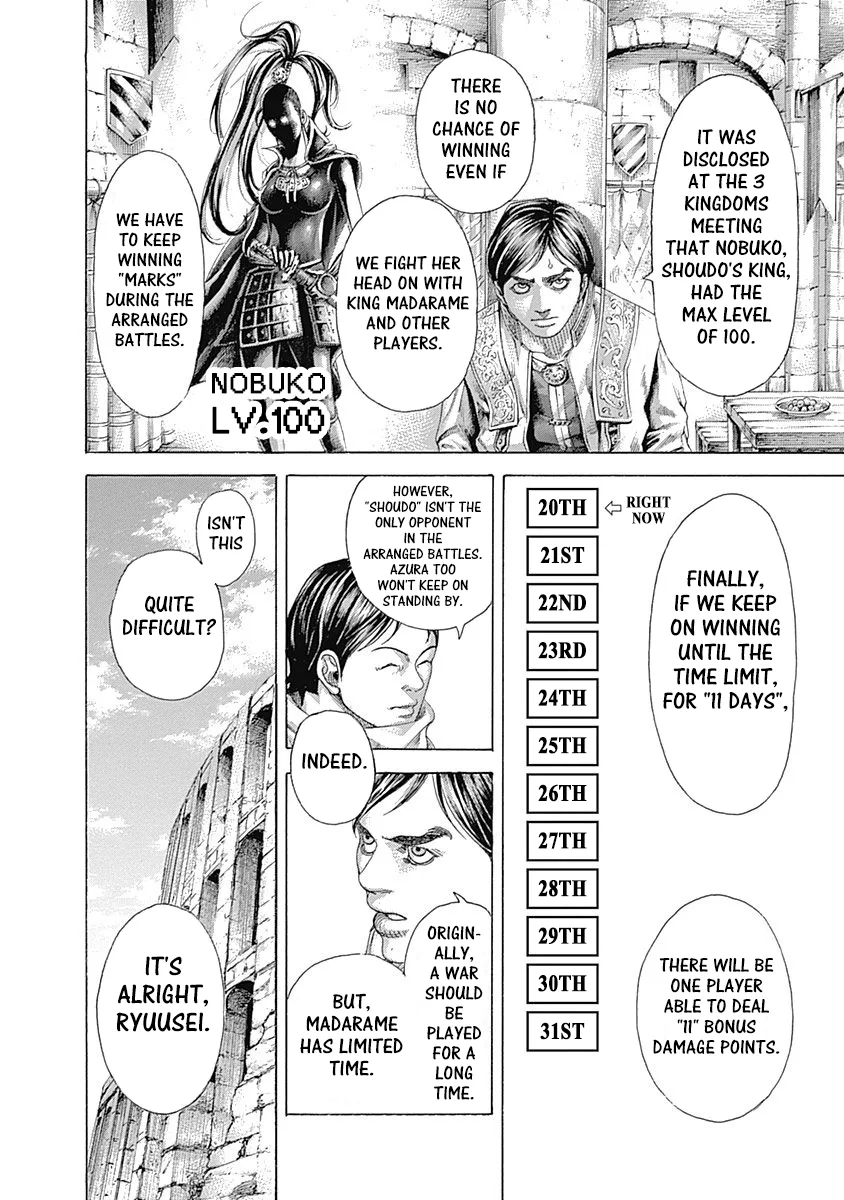 IT WAS
DISCLOSED
AT THE 3
KINGDOMS
MEETING
THAT NOBUKO,
SHOUDO'S KING,
HAD THE
MAX LEVEL
OF 100.
THERE
IS NO
CHANCE OF
WINNING
EVEN IF
WE FIGHT HER
HEAD ON WITH
KING MADARAME
AND OTHER
PLAYERS.
WE HAVE
TO KEEP
WINNING
"MARKS"
DURING THE
ARRANGED
BATTLES.
NOBUKO
LV.100
FINALLY,
IF WE KEEP
ON WINNING
UNTIL THE
TIME LIMIT,
FOR "11 DAYS",
THERE WILL BE
ONE PLAYER
ABLE TO DEAL
"11" BONUS
DAMAGE POINTS.
20TH
RIGHT
NOW
21ST
22ND
23RD
24TH
25TH
26TH
27TH
28TH
29TH
30TH
31ST
HOWEVER,
"SHOUDO" ISN'T THE
ONLY OPPONENT
IN THE
ARRANGED BATTLES.
AZURA TOO
WON'T KEEP ON
STANDING BY.
INDEED.
ORIGIN-
ALLY,
A WAR
SHOULD
BE
PLAYED
FOR A
LONG
TIME.
BUT,
MADARAME
HAS LIMITED
TIME.
ISN'T
THIS
QUITE
DIFFICULT?
IT'S
ALRIGHT,
RYUUSEI.